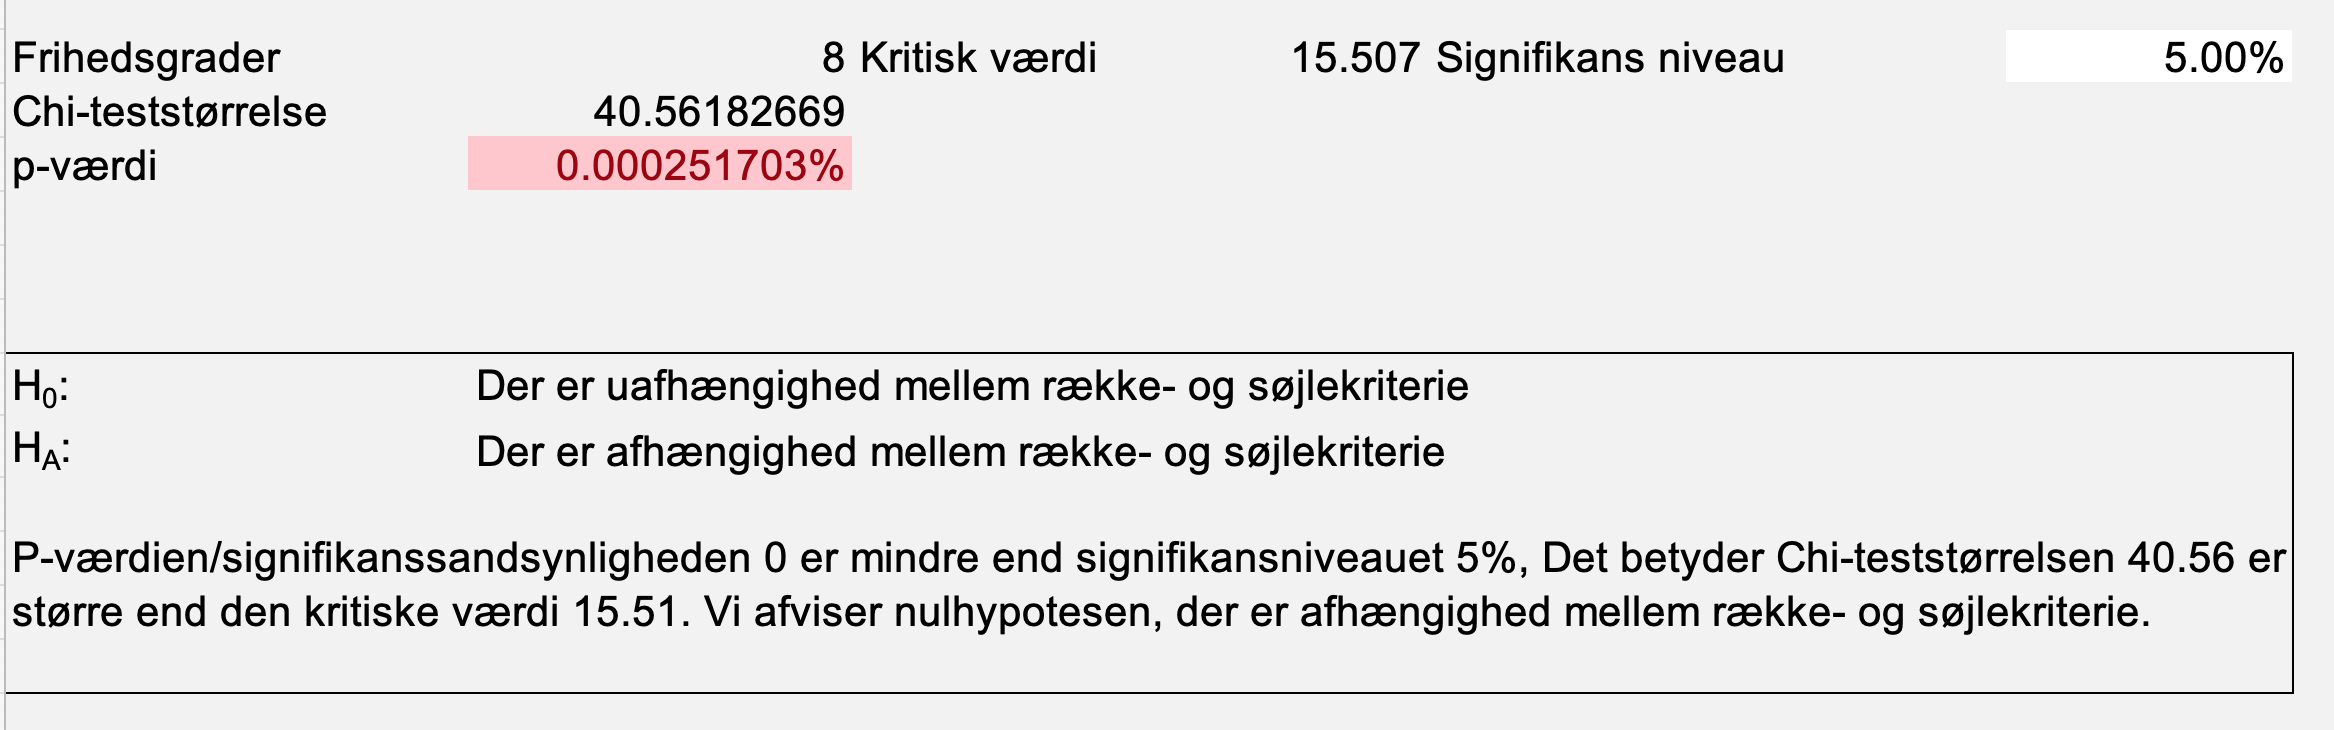 Frihedsgrader 8 Kritisk værdi 15.507 Signifikans niveau 5.00%
Chi-teststørrelse 40.56182669
p-værdi 0.000251703%
H₀: Der er uafhængighed mellem række- og søjlekriterie
H_A: Der er afhængighed mellem række- og søjlekriterie
P-værdien/signifikanssandsynligheden 0 er mindre end signifikansniveauet 5%, Det betyder Chi-teststørrelsen 40.56 er
større end den kritiske værdi 15.51. Vi afviser nulhypotesen, der er afhængighed mellem række- og søjlekriterie.